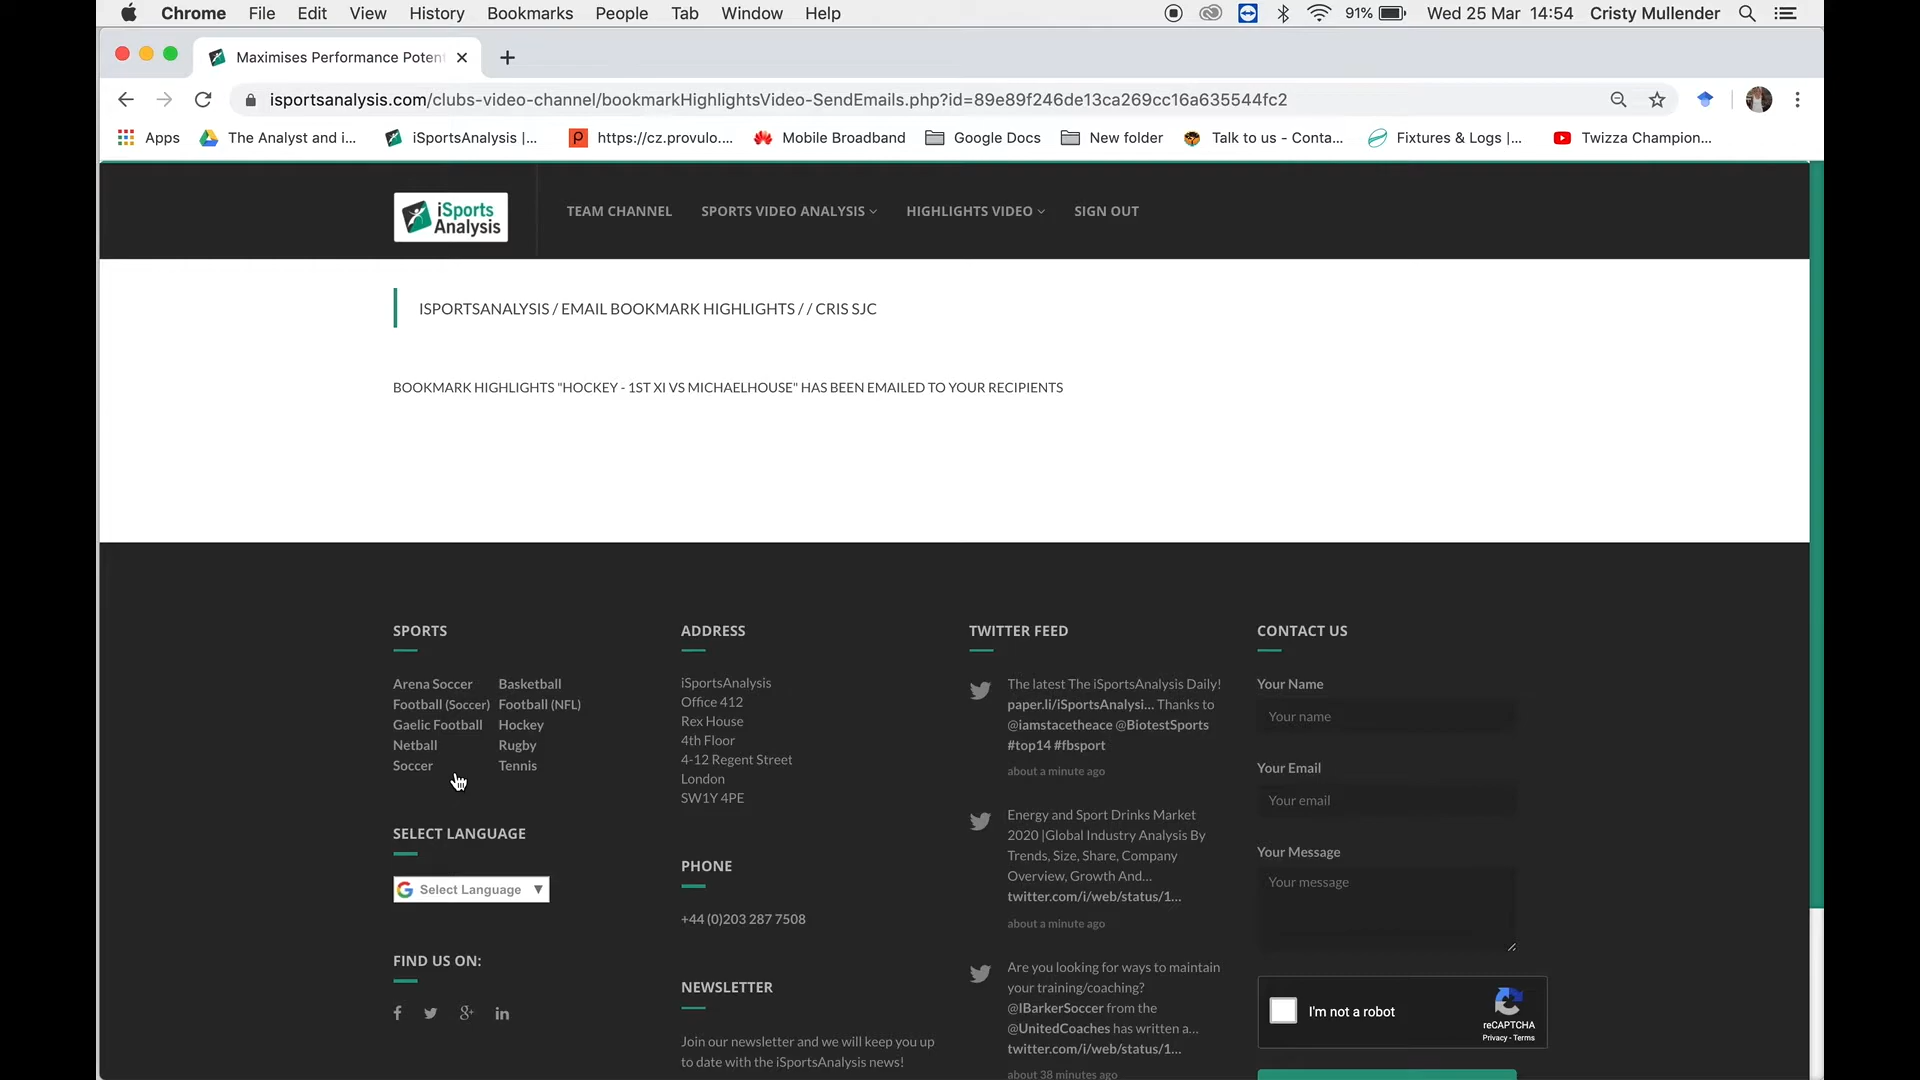 Chrome File Edit View History Bookmarks People Tab Window Help 91% Wed 25 Mar 14:54 Cristy Mullender
Maximises Performance Poten
isportsanalysis.com/clubs-video-channel/bookmarkHighlightsVideo-SendEmails.php?id=89e89f246de13ca269cc16a635544fc2
Apps The Analyst and i... iSportsAnalysis |... https://cz.provulo.... Mobile Broadband Google Docs New folder Talk to us - Conta... Fixtures & Logs |... Twizza Champion...
iSports
Analysis
TEAM CHANNEL SPORTS VIDEO ANALYSIS HIGHLIGHTS VIDEO SIGN OUT
ISPORTSANALYSIS / EMAIL BOOKMARK HIGHLIGHTS / / CRIS SJC
BOOKMARK HIGHLIGHTS "HOCKEY - 1ST XI VS MICHAELHOUSE" HAS BEEN EMAILED TO YOUR RECIPIENTS
SPORTS
Arena Soccer Basketball
Football (Soccer) Football (NFL)
Gaelic Football Hockey
Netball Rugby
Soccer Tennis
SELECT LANGUAGE
Select Language ▼
FIND US ON:
ADDRESS
iSportsAnalysis
Office 412
Rex House
4th Floor
4-12 Regent Street
London
SW1Y 4PE
PHONE
+44 (0)203 287 7508
NEWSLETTER
Join our newsletter and we will keep you up
to date with the iSportsAnalysis news!
TWITTER FEED
The latest The iSportsAnalysis Daily!
paper.li/iSportsAnalysi... Thanks to
@iamstacetheace @BiotestSports
#top14 #fbsport
about a minute ago
Energy and Sport Drinks Market
2020 |Global Industry Analysis By
Trends, Size, Share, Company
Overview, Growth And...
twitter.com/i/web/status/1...
about a minute ago
Are you looking for ways to maintain
your training/coaching?
@IBarkerSoccer from the
@UnitedCoaches has written a...
twitter.com/i/web/status/1...
about 38 minutes ago
CONTACT US
Your Name
Your name
Your Email
Your email
Your Message
Your message
I'm not a robot
reCAPTCHA
Privacy - Terms